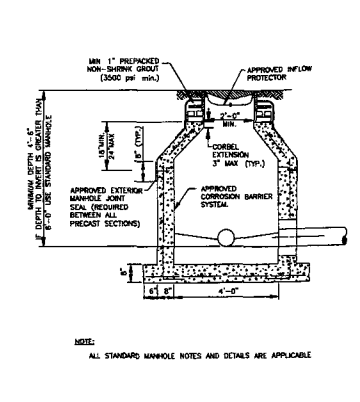 MIN 1" PREPACKED
NON-SHRINK GROUT
(3500 psi min.)
APPROVED INFLOW
PROTECTOR
2'-0"
MIN.
CORBEL
EXTENSION
3" MAX (TYP.)
18"MIN.
24"MAX
8" (TYP.)
MINIMUM DEPTH 4'-6"
IF DEPTH TO INVERT IS GREATER THAN
6'-0" USE STANDARD MANHOLE
APPROVED EXTERIOR
MANHOLE JOINT
SEAL (REQUIRED
BETWEEN ALL
PRECAST SECTIONS)
APPROVED
CORROSION BARRIER
SYSTEM.
6"
8"
4'-0"
NOTE:
ALL STANDARD MANHOLE NOTES AND DETAILS ARE APPLICABLE